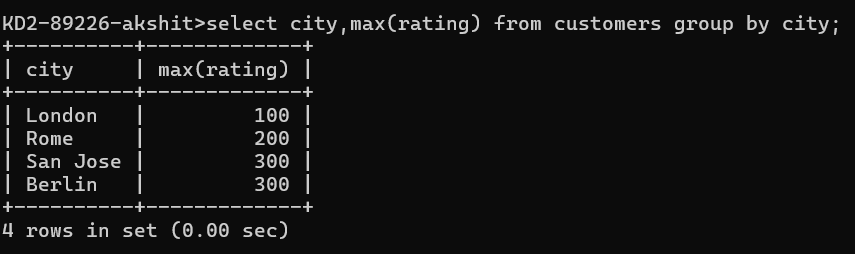 KD2-89226-akshit>select city,max(rating) from customers group by city;
+----------+-------------+
| city     | max(rating) |
+----------+-------------+
| London   |         100 |
| Rome     |         200 |
| San Jose |         300 |
| Berlin   |         300 |
+----------+-------------+
4 rows in set (0.00 sec)